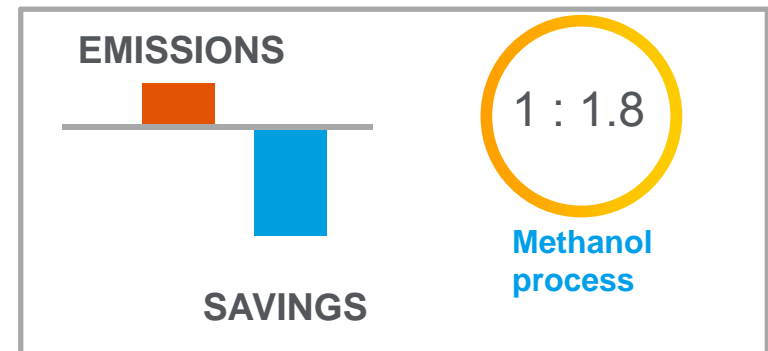 EMISSIONS
1 : 1.8
Methanol
process
SAVINGS